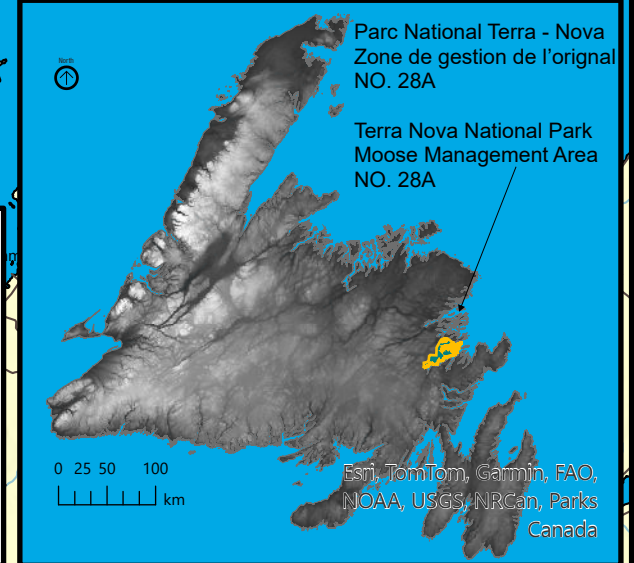 North
Parc National Terra - Nova
Zone de gestion de l'orignal
NO. 28A
Terra Nova National Park
Moose Management Area
NO. 28A
0 25 50 100
km
Esri, TomTom, Garmin, FAO,
NOAA, USGS, NRCan, Parks
Canada